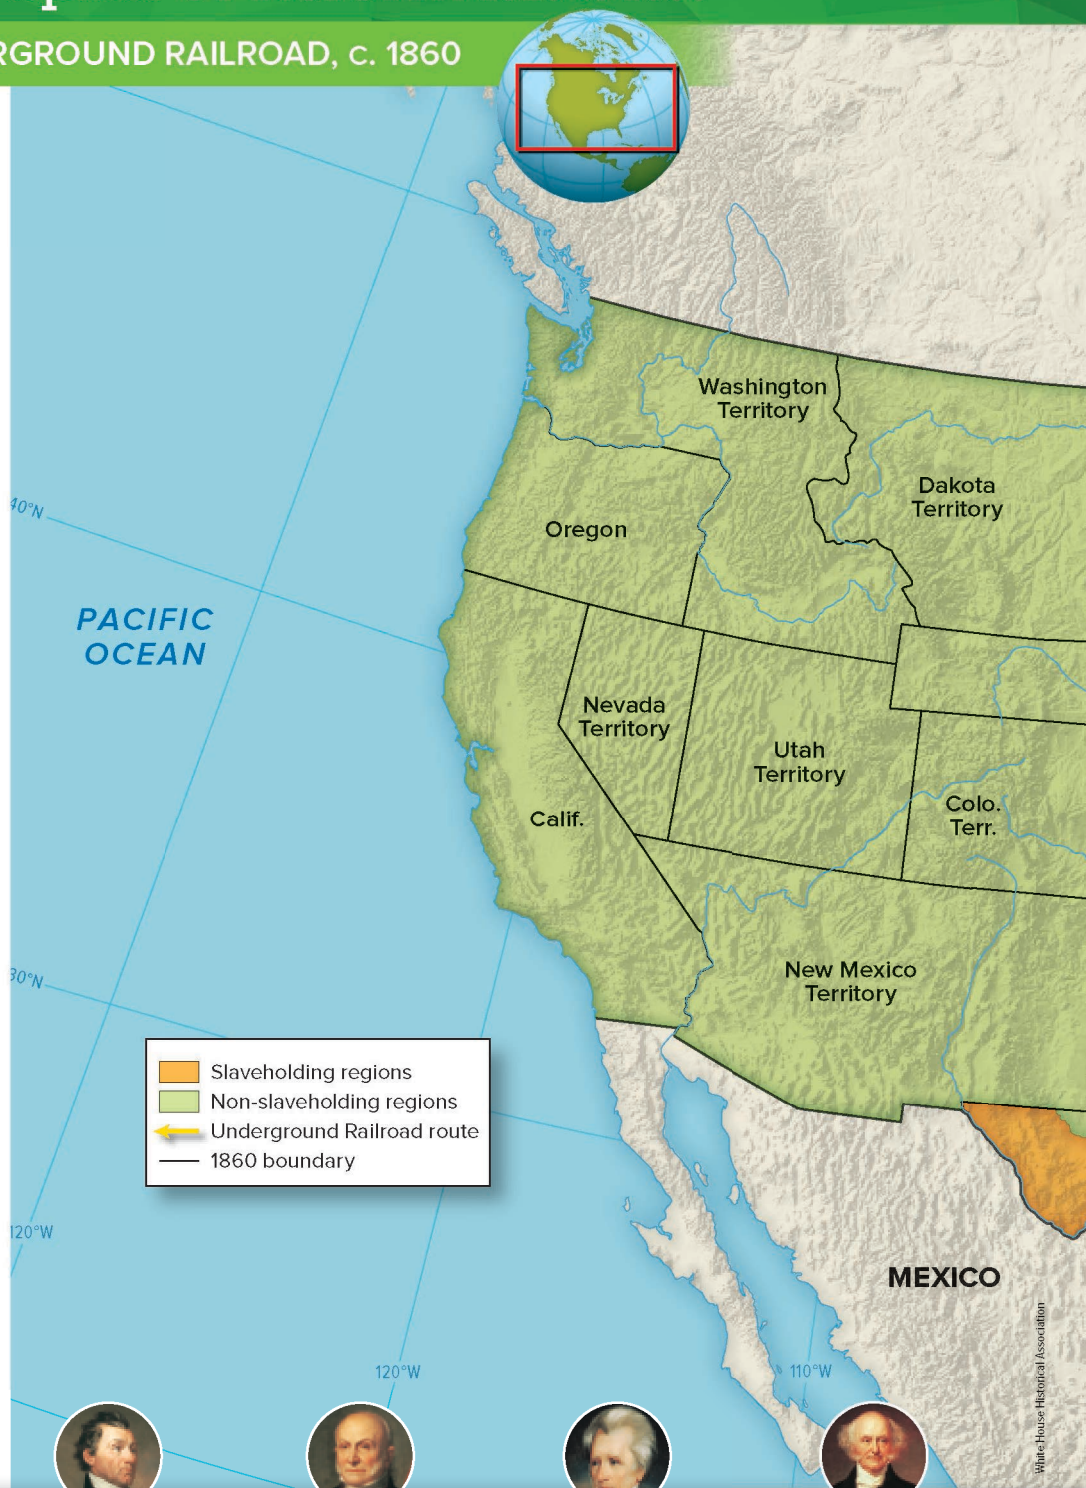 RGROUND RAILROAD, C. 1860
Washington
Territory
Dakota
Territory
Oregon
40°N
PACIFIC
OCEAN
Nevada
Territory
Utah
Territory
Colo.
Terr.
Calif.
New Mexico
Territory
30°N
Slaveholding regions
Non-slaveholding regions
Underground Railroad route
1860 boundary
120°W
MEXICO
120°W
110°W
White House Historical Association